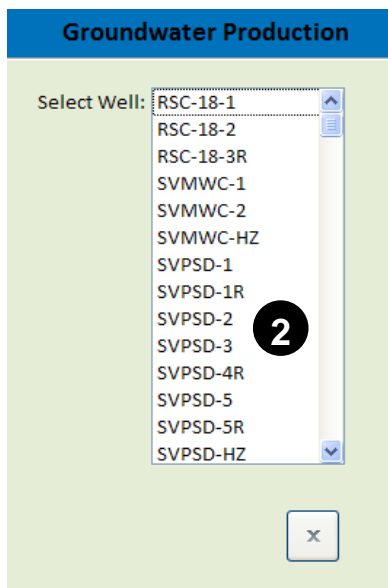 Groundwater Production
Select Well: RSC-18-1
RSC-18-2
RSC-18-3R
SVMWC-1
SVMWC-2
SVMWC-HZ
SVPSD-1
SVPSD-1R
SVPSD-2
2
SVPSD-3
SVPSD-4R
SVPSD-5
SVPSD-5R
SVPSD-HZ
x